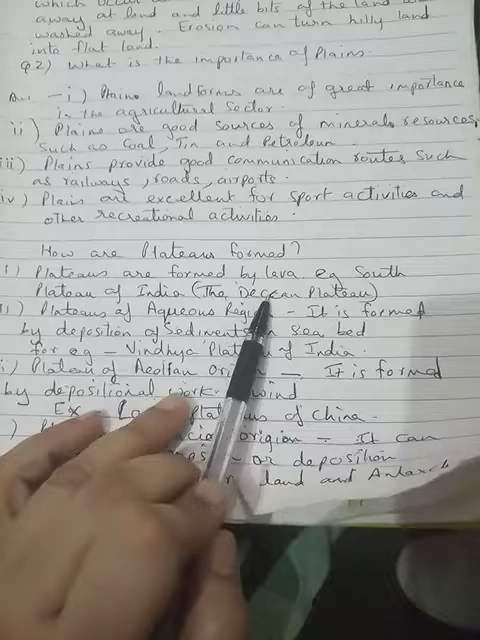 which occur
away at land and little bits of the land are
washed away. Erosion can turn hilly land
into flat land.
Q2) What is the importance of Plains.
Ans. - i) Plains landforms are of great importance
in the agricultural Sector.
ii) Plains are good sources of minerals resources,
such as Coal, Tin and Petroleum.
iii) Plains provide good communication routes such
as railways, roads, airports.
iv) Plains are excellent for sport activities and
other recreational activities.
How are Plateaus formed?
i) Plateaus are formed by lava. eg South
Plateau of India (The Deccan Plateau)
ii) Plateaus of Aqueous - It is formed
by deposition of Sediments in sea bed
for eg - Vindhya Plateau of India.
i) Plateau of Aeolian - It is formed
by depositional work wind
Ex of China.
) origion - It can
or deposition
land and